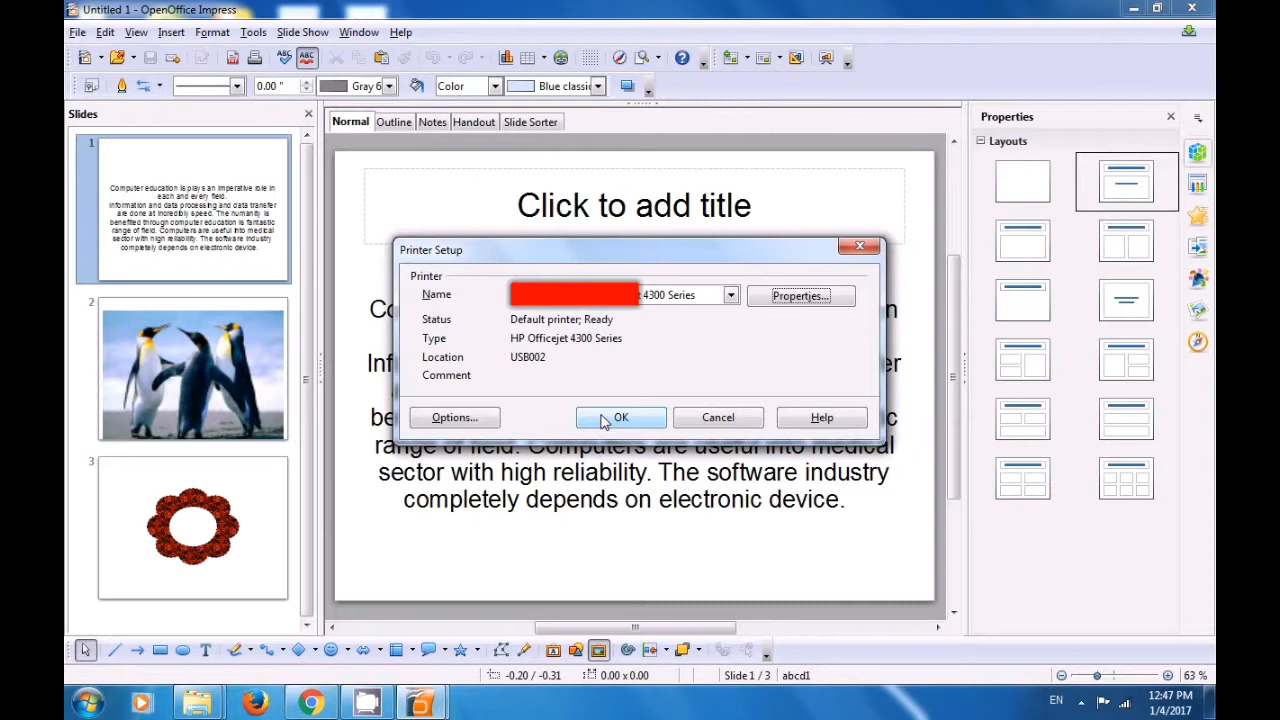 Untitled 1 - OpenOffice Impress
File Edit View Insert Format Tools Slide Show Window Help
ABC ABC
0.00 " Gray 6 Color Blue classic
Slides
1
Computer education is plays an imperative role in
each and every field.
Information and data processing and data transfer
are done at incredibly speed. The humanity is
benefited through computer education is fantastic
range of field. Computers are useful into medical
sector with high reliability. The software industry
completely depends on electronic device.
2
3
Normal Outline Notes Handout Slide Sorter
Click to add title
range of field. Computers are useful into medical
sector with high reliability. The software industry
completely depends on electronic device.
Printer Setup
Printer
Name 4300 Series Properties...
Status Default printer; Ready
Type HP Officejet 4300 Series
Location USB002
Comment
Options... OK Cancel Help
Properties
Layouts
-0.20 / -0.31 0.00 x 0.00 Slide 1 / 3 abcd1 63 %
EN 12:47 PM
1/4/2017